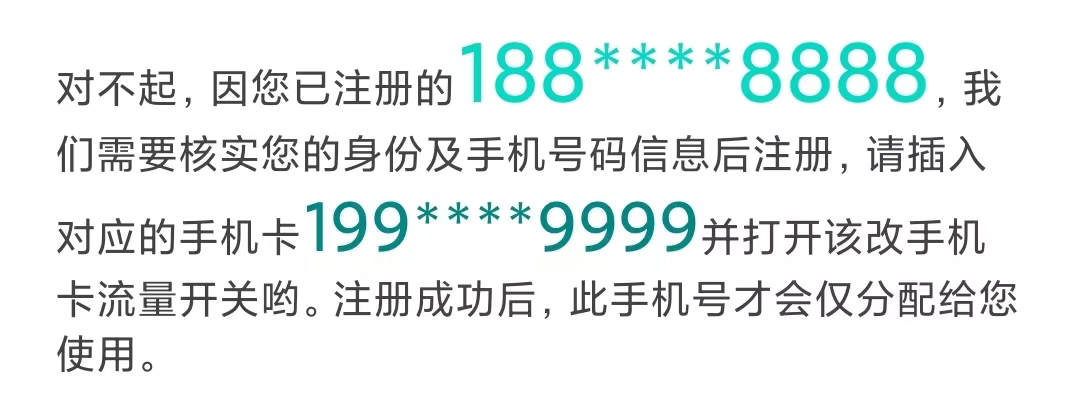 对不起，因您已注册的188****8888，我
们需要核实您的身份及手机号码信息后注册，请插入
对应的手机卡199****9999并打开该改手机
卡流量开关哟。注册成功后，此手机号才会仅分配给您
使用。